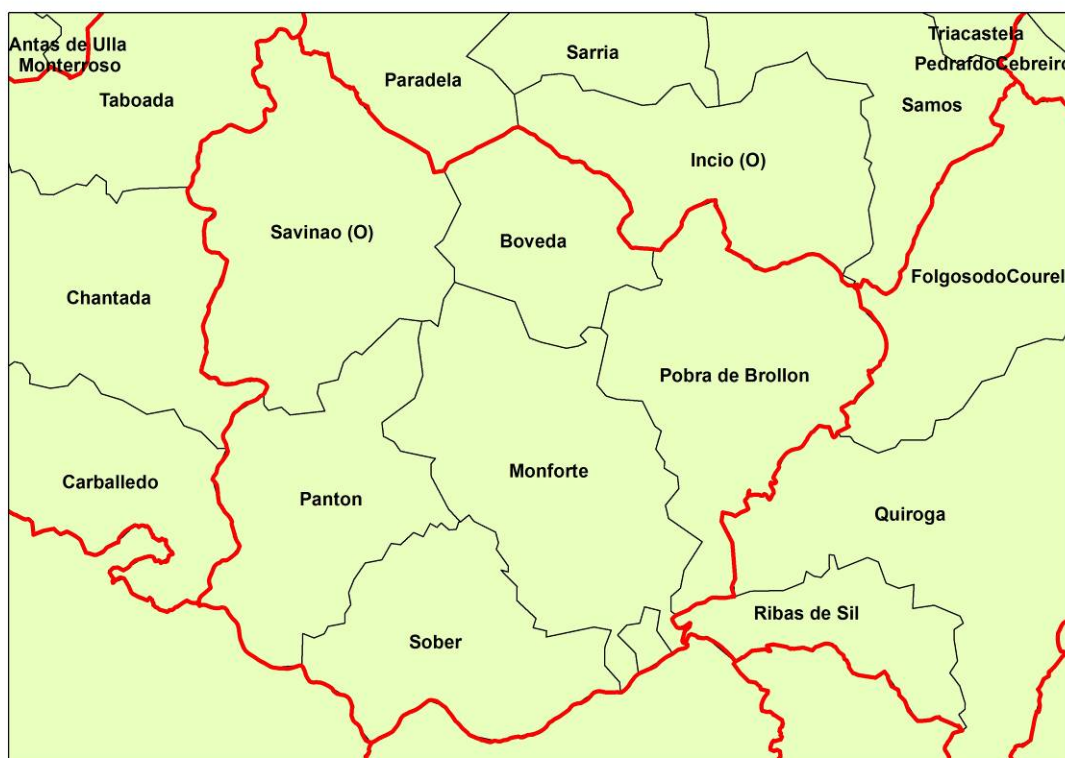 Antas de Ulla
Monterroso
Taboada
Paradela
Sarria
Triacastela
PedrafdoCebreiro
Samos
Incio (O)
Savinao (O)
Boveda
FolgosodoCourel
Chantada
Pobra de Brollon
Carballedo
Panton
Monforte
Quiroga
Sober
Ribas de Sil